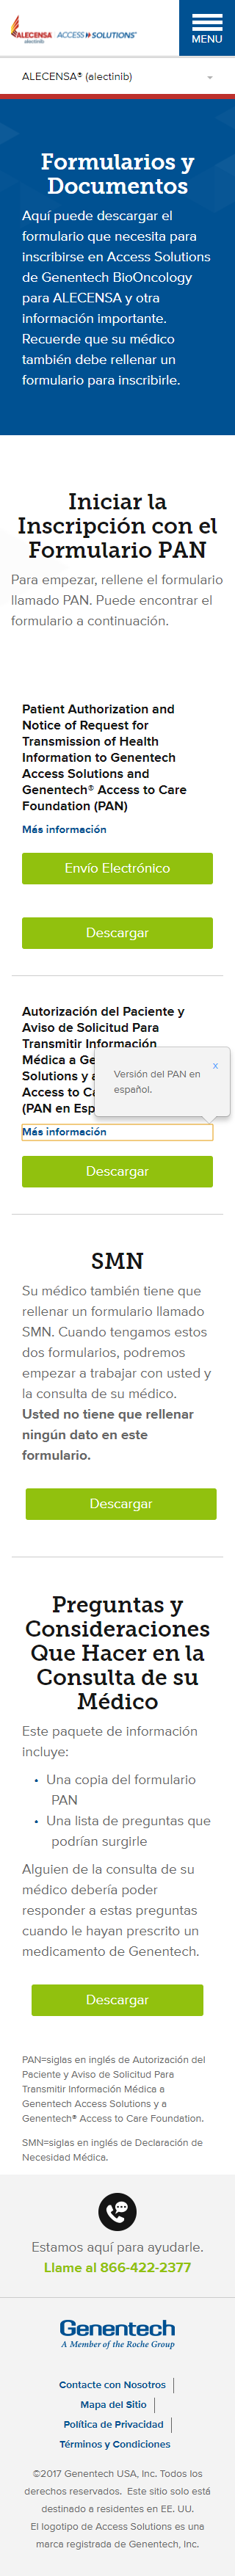 ALECENSA
alectinib
ACCESS SOLUTIONS
MENU
ALECENSA® (alectinib)
Formularios y
Documentos
Aquí puede descargar el
formulario que necesita para
inscribirse en Access Solutions
de Genentech BioOncology
para ALECENSA y otra
información importante.
Recuerde que su médico
también debe rellenar un
formulario para inscribirle.
Iniciar la
Inscripción con el
Formulario PAN
Para empezar, rellene el formulario
llamado PAN. Puede encontrar el
formulario a continuación.
Patient Authorization and
Notice of Request for
Transmission of Health
Information to Genentech
Access Solutions and
Genentech® Access to Care
Foundation (PAN)
Más información
Envío Electrónico
Descargar
Autorización del Paciente y
Aviso de Solicitud Para
Transmitir Información
Médica a Ge
Solutions y a
Access to Ca
(PAN en Esp
x
Versión del PAN en
español.
Más información
Descargar
SMN
Su médico también tiene que
rellenar un formulario llamado
SMN. Cuando tengamos estos
dos formularios, podremos
empezar a trabajar con usted y
la consulta de su médico.
Usted no tiene que rellenar
ningún dato en este
formulario.
Descargar
Preguntas y
Consideraciones
Que Hacer en la
Consulta de su
Médico
Este paquete de información
incluye:
• Una copia del formulario
PAN
• Una lista de preguntas que
podrían surgirle
Alguien de la consulta de su
médico debería poder
responder a estas preguntas
cuando le hayan prescrito un
medicamento de Genentech.
Descargar
PAN=siglas en inglés de Autorización del
Paciente y Aviso de Solicitud Para
Transmitir Información Médica a
Genentech Access Solutions y a
Genentech® Access to Care Foundation.
SMN=siglas en inglés de Declaración de
Necesidad Médica.
Estamos aquí para ayudarle.
Llame al 866-422-2377
Genentech
A Member of the Roche Group
Contacte con Nosotros
Mapa del Sitio
Política de Privacidad
Términos y Condiciones
©2017 Genentech USA, Inc. Todos los
derechos reservados. Este sitio solo está
destinado a residentes en EE. UU.
El logotipo de Access Solutions es una
marca registrada de Genentech, Inc.